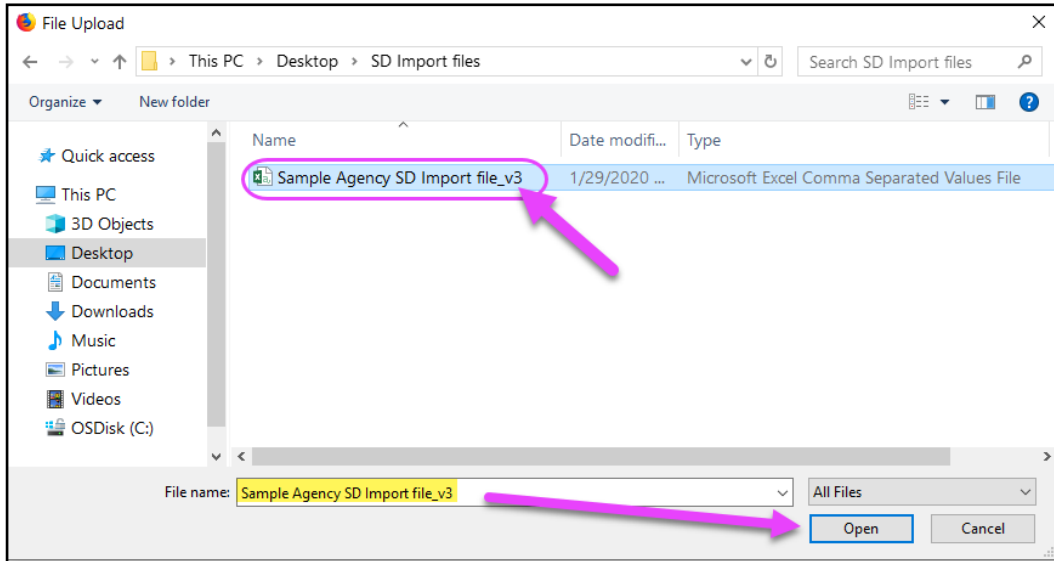 File Upload
This PC > Desktop > SD Import files
Search SD Import files
Organize
New folder
Name
Date modifi...
Type
Quick access
Sample Agency SD Import file_v3
1/29/2020 ...
Microsoft Excel Comma Separated Values File
This PC
3D Objects
Desktop
Documents
Downloads
Music
Pictures
Videos
OSDisk (C:)
File name:
Sample Agency SD Import file_v3
All Files
Open
Cancel